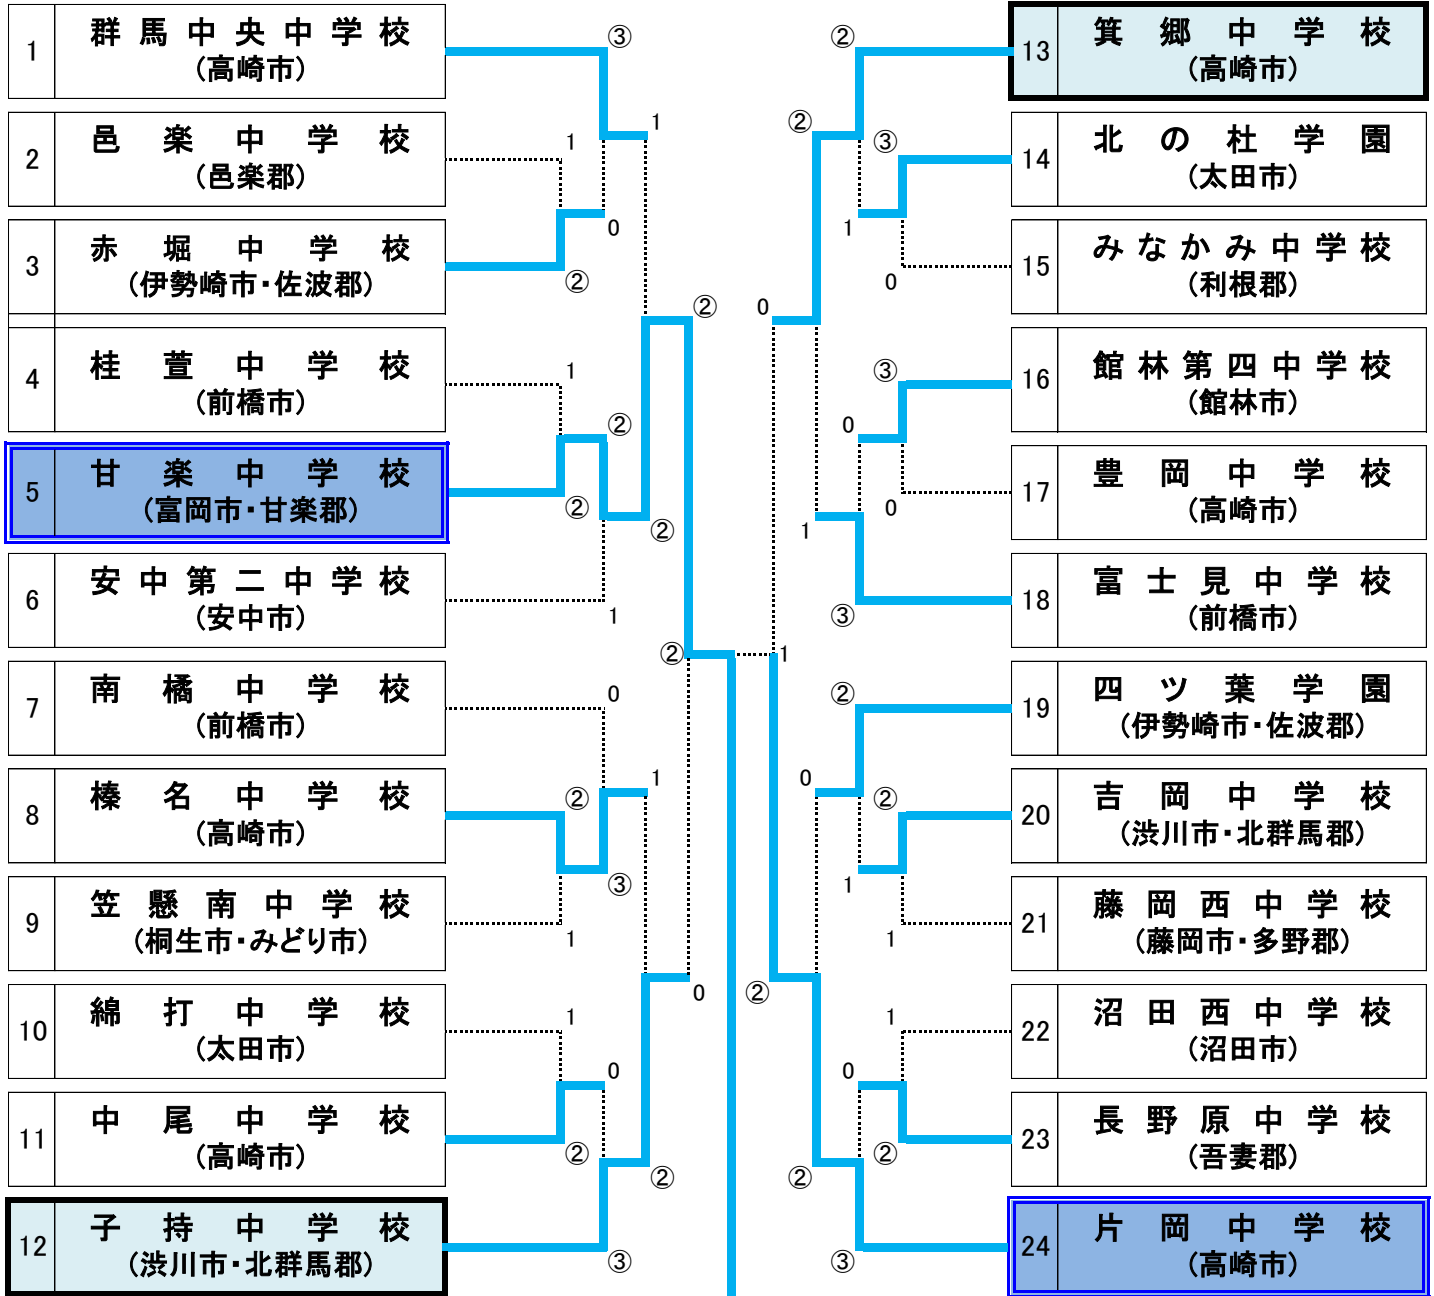 1 群馬中央中学校
(高崎市)
2 邑楽中学校
(邑楽郡)
3 赤堀中学校
(伊勢崎市・佐波郡)
4 桂萱中学校
(前橋市)
5 甘楽中学校
(富岡市・甘楽郡)
6 安中第二中学校
(安中市)
7 南橘中学校
(前橋市)
8 榛名中学校
(高崎市)
9 笠懸南中学校
(桐生市・みどり市)
10 綿打中学校
(太田市)
11 中尾中学校
(高崎市)
12 子持中学校
(渋川市・北群馬郡)
③
1
1
0
②
②
1
②
②
②
1
②
0
1
②
③
1
0
1
0
②
②
③
②
②
③
②
1
0
0
③
0
0
1
③
1
②
0
②
1
1
②
1
0
②
②
③
13 箕郷中学校
(高崎市)
14 北の杜学園
(太田市)
15 みなかみ中学校
(利根郡)
16 館林第四中学校
(館林市)
17 豊岡中学校
(高崎市)
18 富士見中学校
(前橋市)
19 四ツ葉学園
(伊勢崎市・佐波郡)
20 吉岡中学校
(渋川市・北群馬郡)
21 藤岡西中学校
(藤岡市・多野郡)
22 沼田西中学校
(沼田市)
23 長野原中学校
(吾妻郡)
24 片岡中学校
(高崎市)